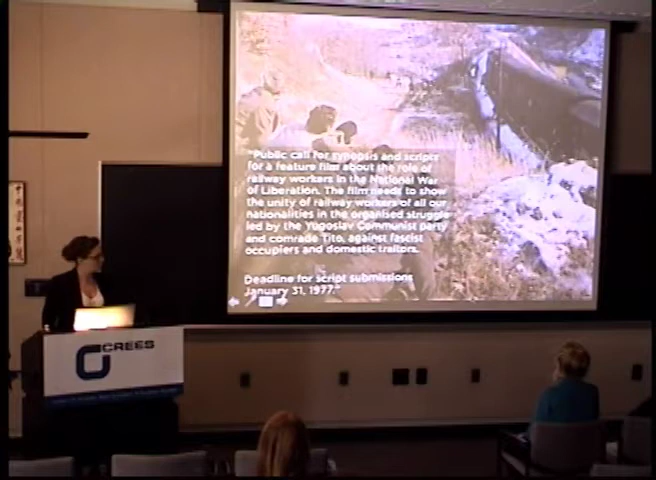 "Public call for synopsis and scripts
for a feature film about the role of
railway workers in the National War
of Liberation. The film needs to show
the unity of railway workers of all our
nationalities in the organised struggle
led by the Yugoslav Communist party
and comrade Tito, against fascist
occupiers and domestic traitors.
Deadline for script submissions
January 31, 1977."
CREES